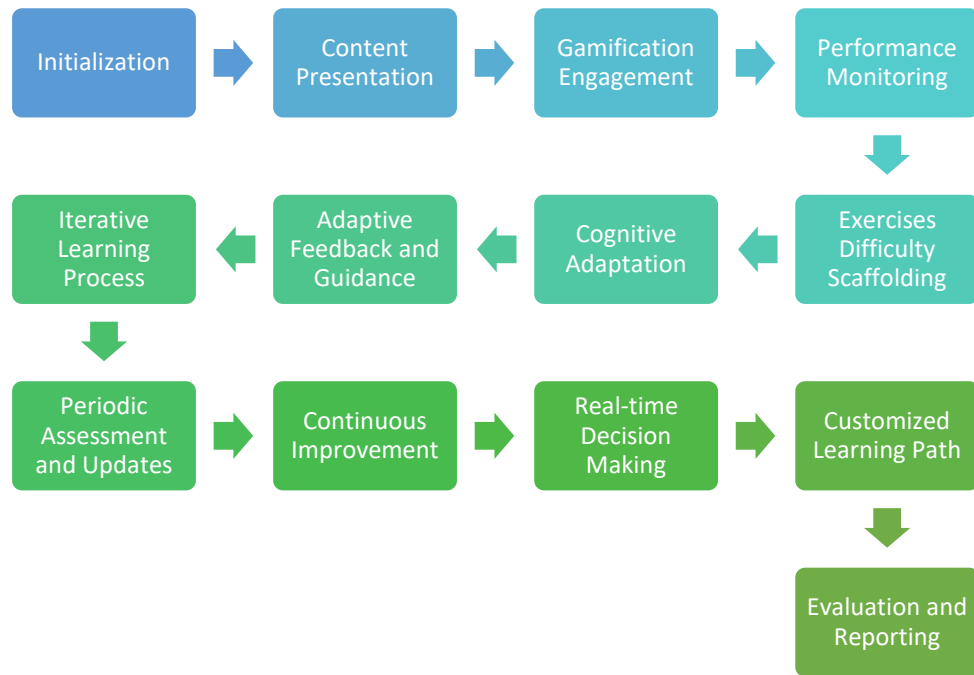 Initialization
Content
Presentation
Gamification
Engagement
Performance
Monitoring
Exercises
Difficulty
Scaffolding
Cognitive
Adaptation
Adaptive
Feedback and
Guidance
Iterative
Learning
Process
Periodic
Assessment
and Updates
Continuous
Improvement
Real-time
Decision
Making
Customized
Learning Path
Evaluation and
Reporting